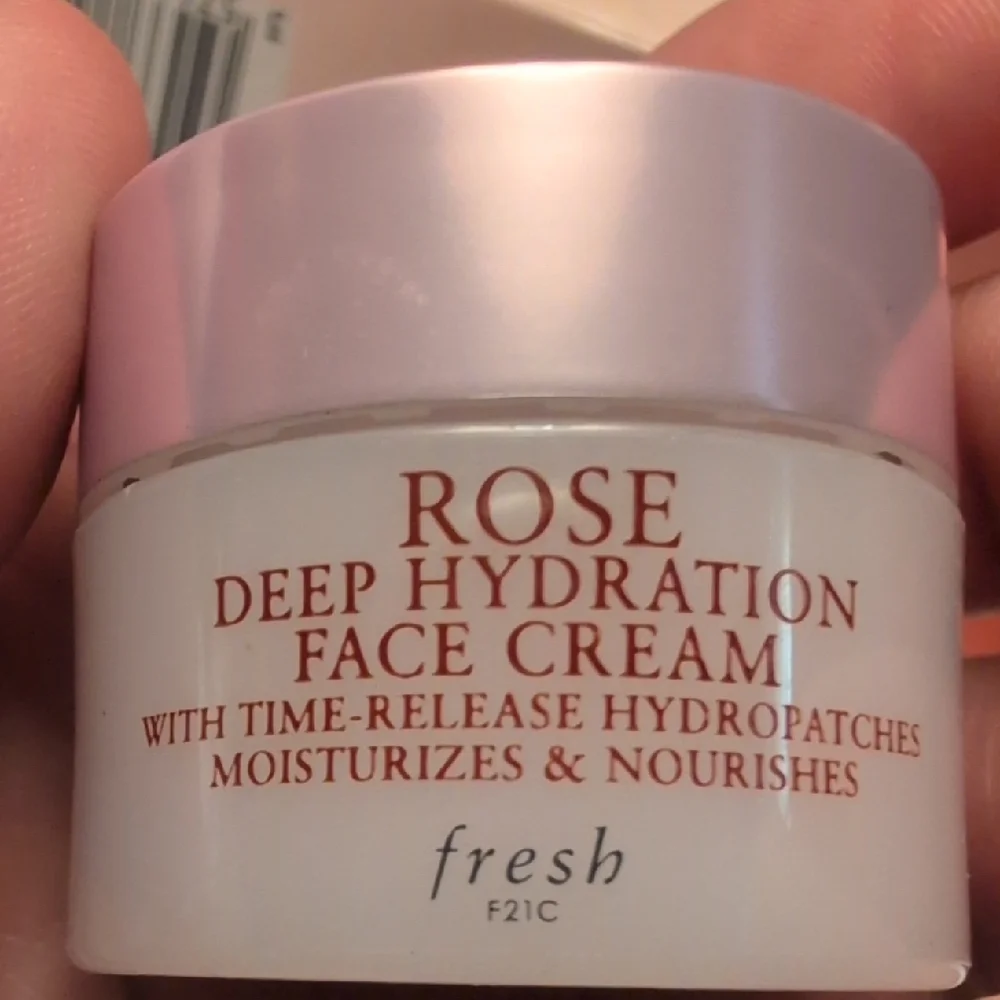 ROSE
DEEP HYDRATION
FACE CREAM
WITH TIME-RELEASE HYDROPATCHES
MOISTURIZES & NOURISHES
fresh
F21C